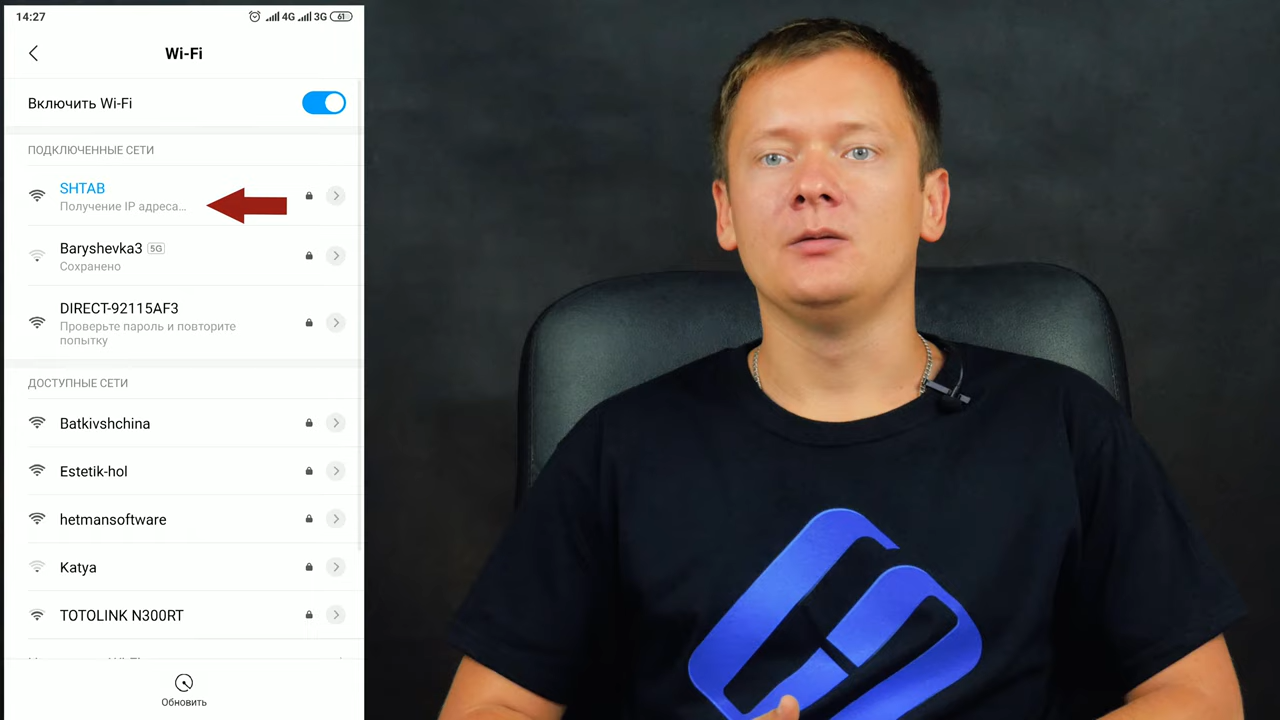 14:27 4G 3G 61
Wi-Fi
Включить Wi-Fi
ПОДКЛЮЧЕННЫЕ СЕТИ
SHTAB
Получение IP адреса...
Baryshevka3 5G
Сохранено
DIRECT-92115AF3
Проверьте пароль и повторите
попытку
ДОСТУПНЫЕ СЕТИ
Batkivshchina
Estetik-hol
hetmansoftware
Katya
TOTOLINK N300RT
Обновить